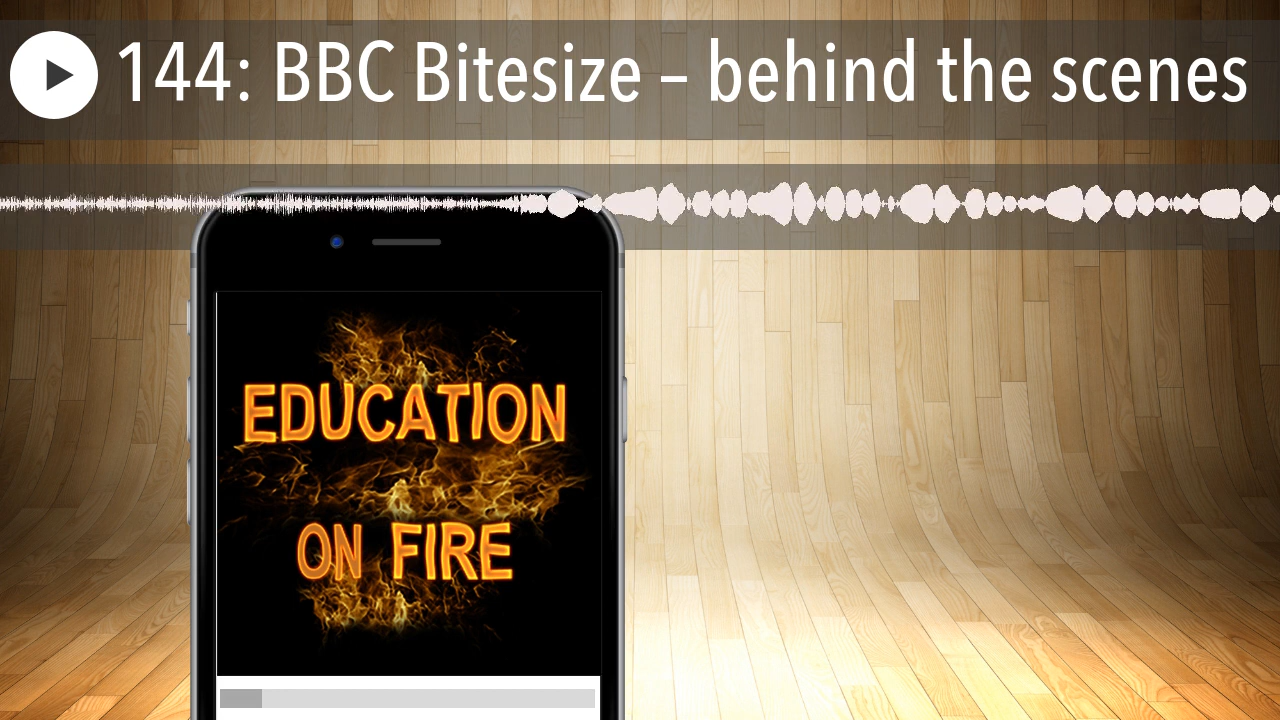 144: BBC Bitesize – behind the scenes
EDUCATION
ON FIRE